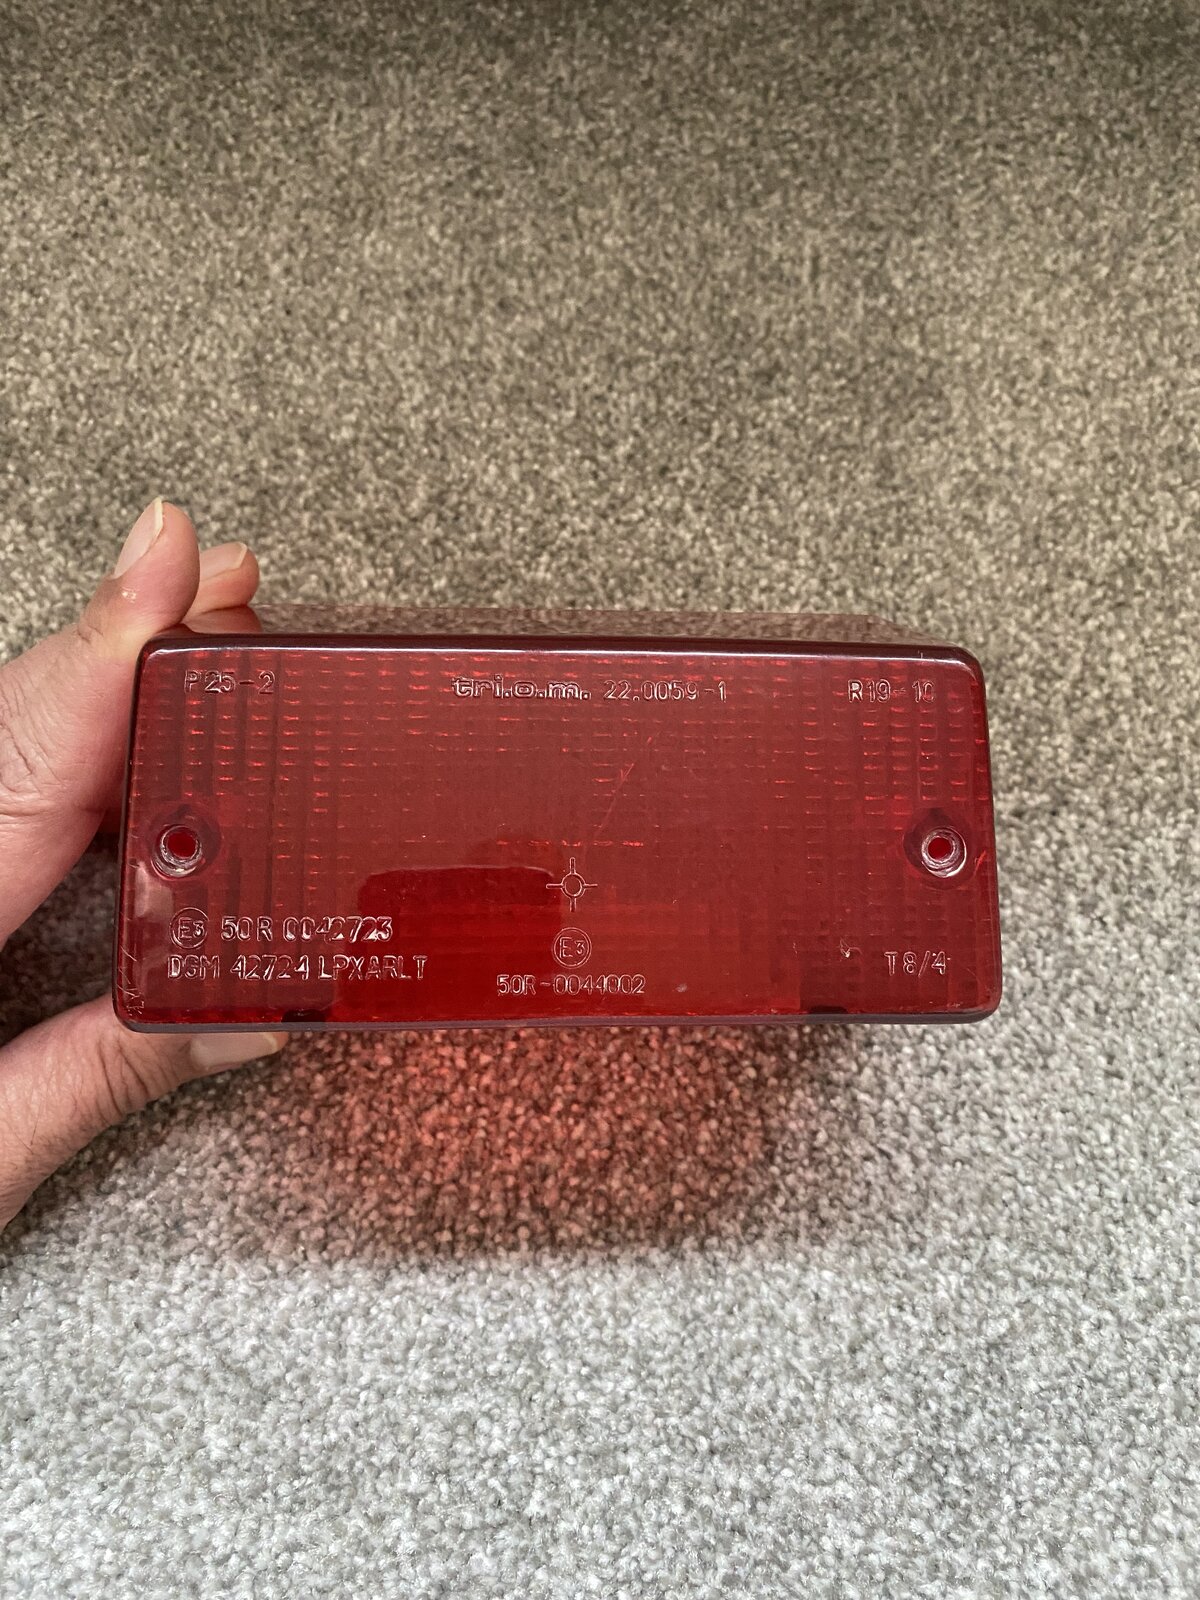 P25-2 tri.o.m. 22.0059-1 R19-10
E3 50R 0042723
DGM 42724 LPXARLT
E3
50R-0044002
T8/4